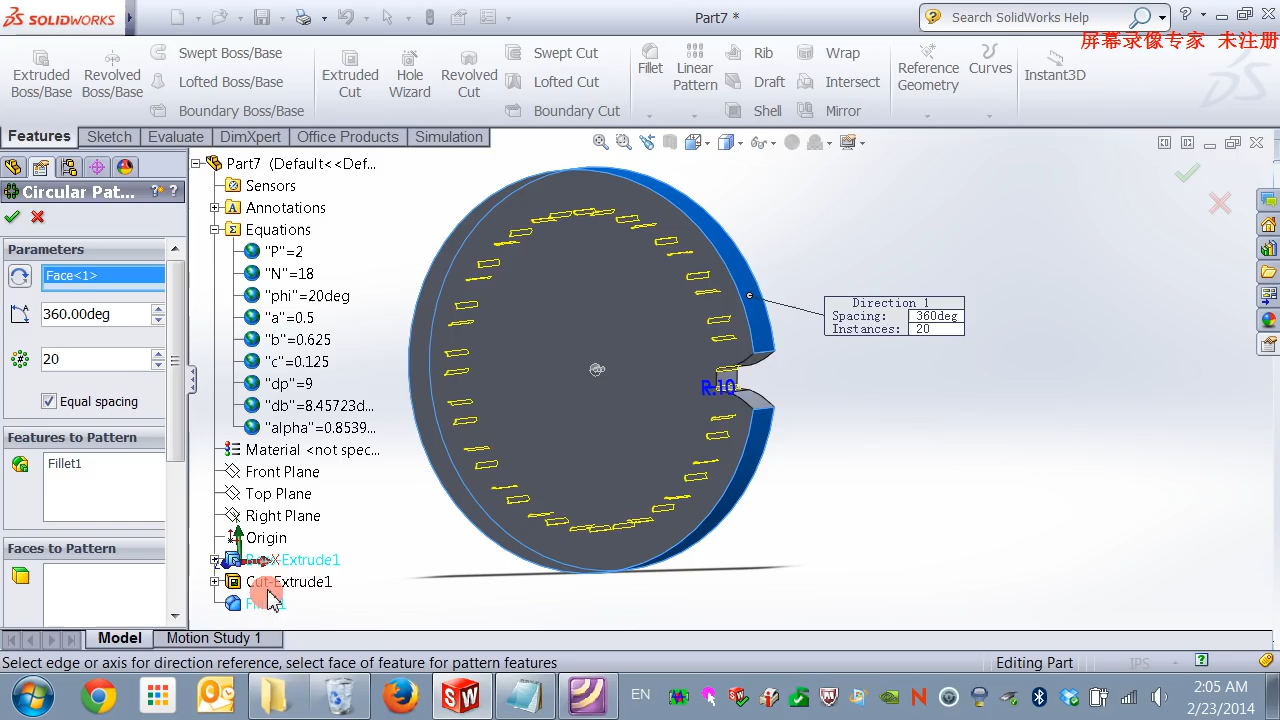 SOLIDWORKS
Part7 *
Search SolidWorks Help
屏幕录像专家 未注册
Extruded Boss/Base
Revolved Boss/Base
Swept Boss/Base
Lofted Boss/Base
Boundary Boss/Base
Extruded Cut
Hole Wizard
Revolved Cut
Swept Cut
Lofted Cut
Boundary Cut
Fillet
Linear Pattern
Rib
Draft
Shell
Wrap
Intersect
Mirror
Reference Geometry
Curves
Instant3D
Features
Sketch
Evaluate
DimXpert
Office Products
Simulation
Circular Pat...
Parameters
Face<1>
360.00deg
20
Equal spacing
Features to Pattern
Fillet1
Faces to Pattern
Part7 (Default<<Def...
Sensors
Annotations
Equations
"P"=2
"N"=18
"phi"=20deg
"a"=0.5
"b"=0.625
"c"=0.125
"dp"=9
"db"=8.45723d...
"alpha"=0.8539...
Material <not spec...
Front Plane
Top Plane
Right Plane
Origin
Cut-Extrude1
Direction 1
Spacing: 360deg
Instances: 20
R.10
Model
Motion Study 1
Select edge or axis for direction reference, select face of feature for pattern features
Editing Part
IPS
EN
2:05 AM
2/23/2014